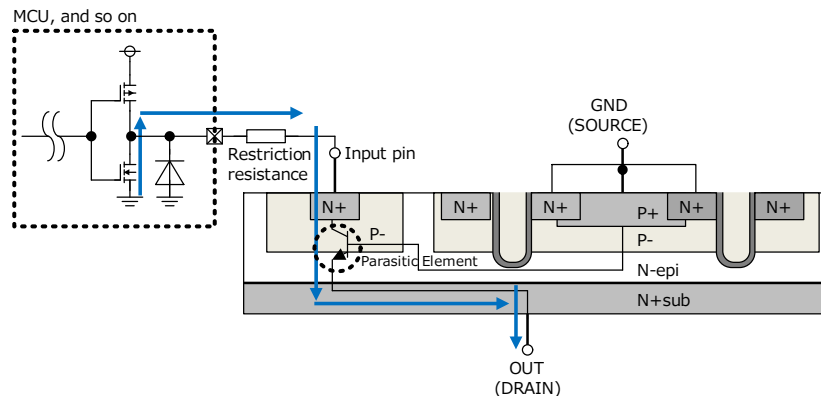 MCU, and so on
GND
(SOURCE)
Restriction
resistance
Input pin
N+
N+
N+
P+
N+
N+
P-
P-
Parasitic Element
N-epi
N+sub
OUT
(DRAIN)